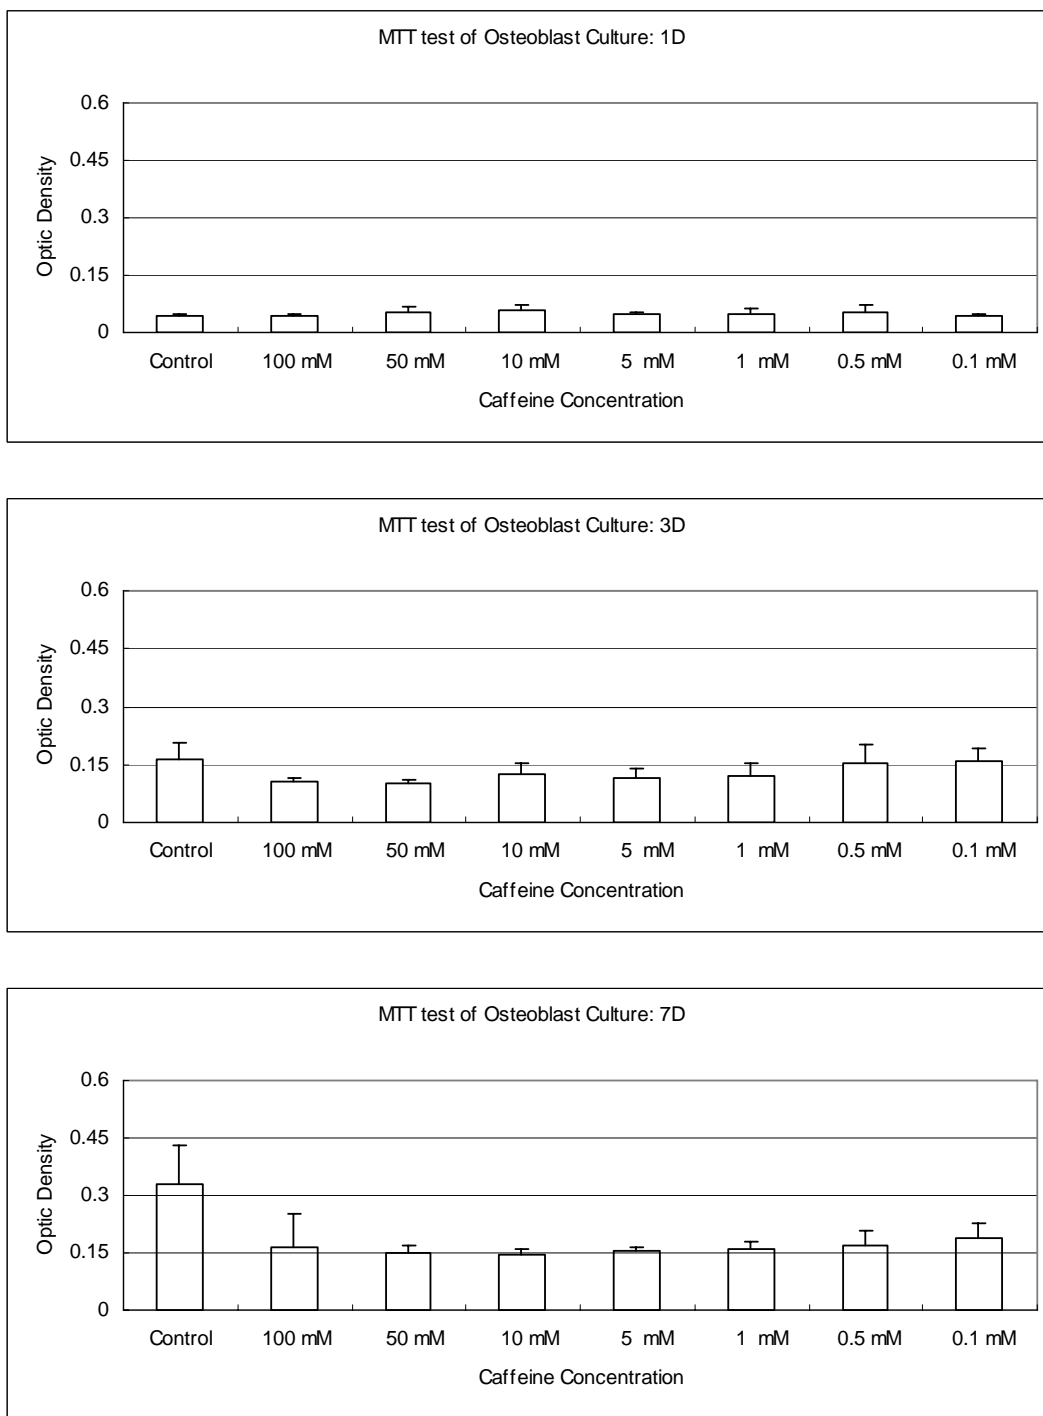 MTT test of Osteoblast Culture: 1D
0.6
0.45
0.3
0.15
0
Optic Density
Control 100 mM 50 mM 10 mM 5 mM 1 mM 0.5 mM 0.1 mM
Caffeine Concentration
MTT test of Osteoblast Culture: 3D
0.6
0.45
0.3
0.15
0
Optic Density
Control 100 mM 50 mM 10 mM 5 mM 1 mM 0.5 mM 0.1 mM
Caffeine Concentration
MTT test of Osteoblast Culture: 7D
0.6
0.45
0.3
0.15
0
Optic Density
Control 100 mM 50 mM 10 mM 5 mM 1 mM 0.5 mM 0.1 mM
Caffeine Concentration